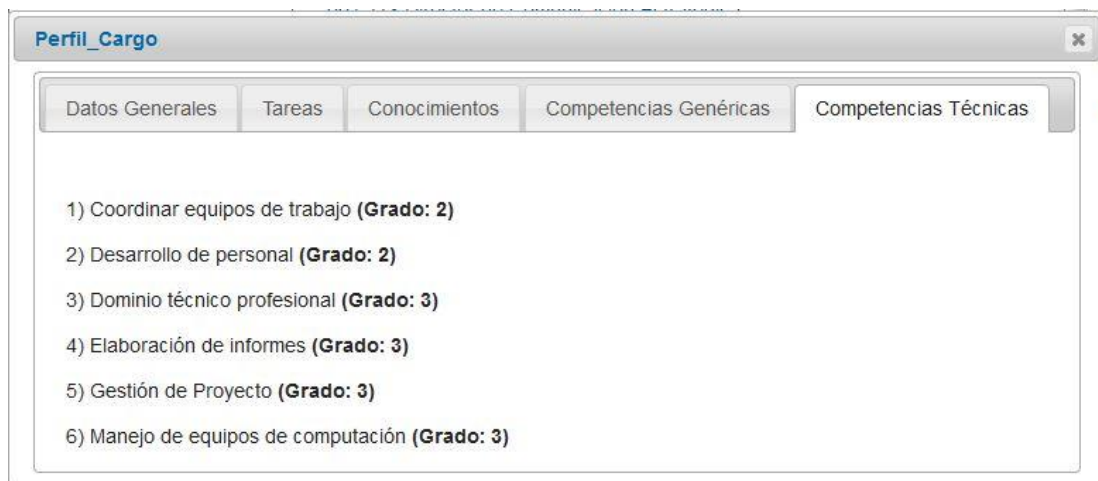 Perfil_Cargo
Datos Generales Tareas Conocimientos Competencias Genéricas Competencias Técnicas
1) Coordinar equipos de trabajo (Grado: 2)
2) Desarrollo de personal (Grado: 2)
3) Dominio técnico profesional (Grado: 3)
4) Elaboración de informes (Grado: 3)
5) Gestión de Proyecto (Grado: 3)
6) Manejo de equipos de computación (Grado: 3)